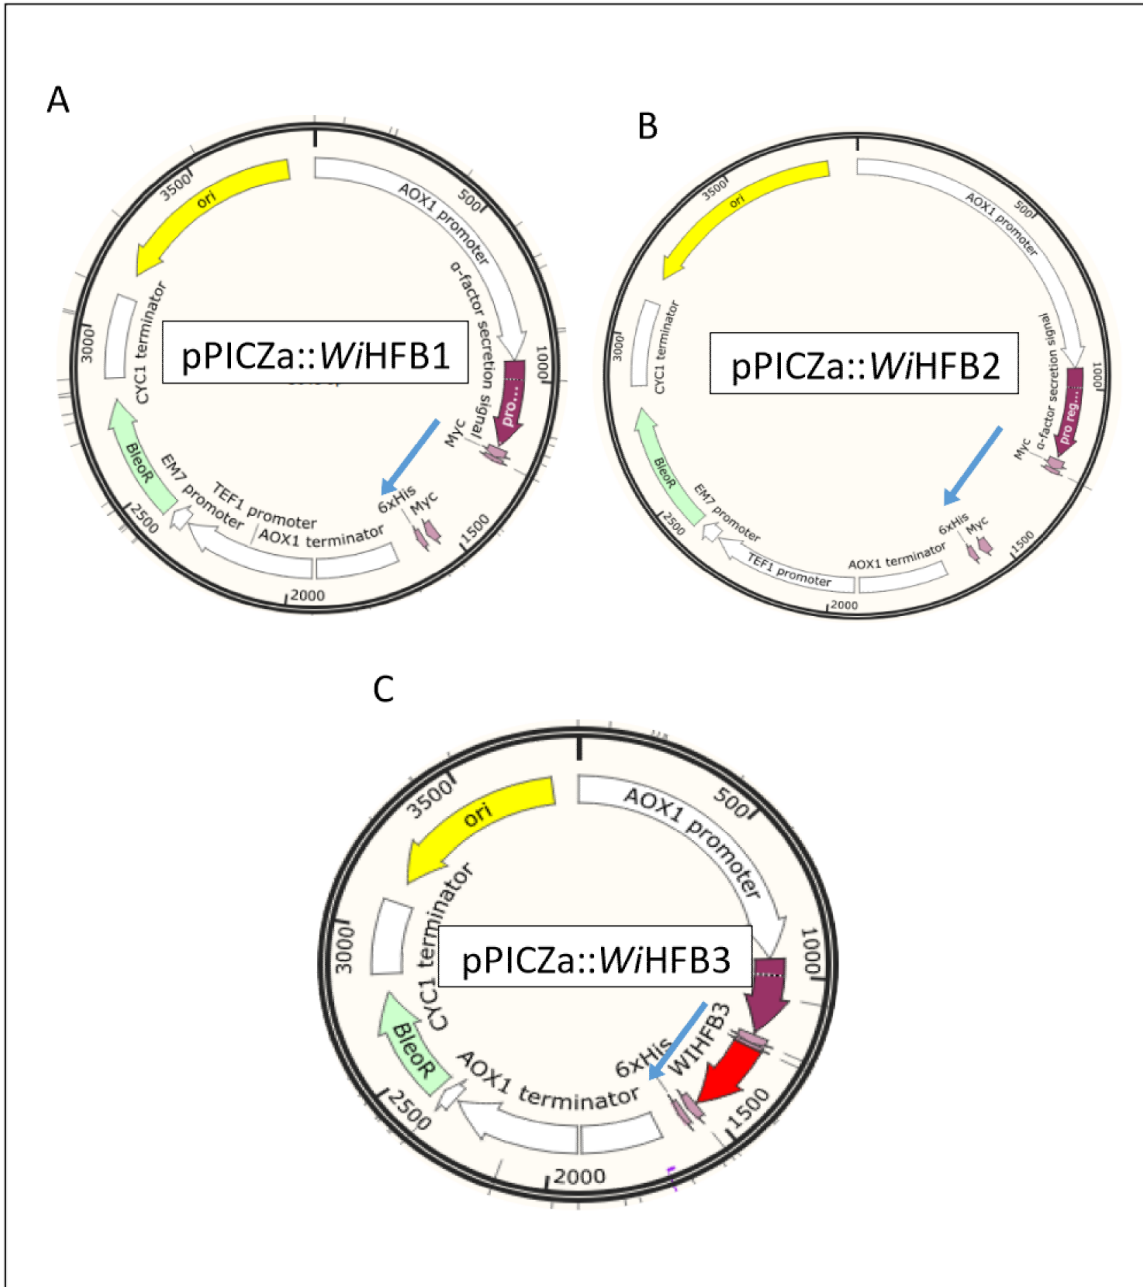 A
3500
ori
AOX1 promoter
500
α-factor secretion signal
CYC1 terminator
3000
pPICZa::WiHFB1
1000
pro...
Myc
BleoR
EM7 promoter
TEF1 promoter
AOX1 terminator
6xHis
Myc
2500
1500
2000
B
3500
ori
AOX1 promoter
500
α-factor secretion signal
CYC1 terminator
3000
pPICZa::WiHFB2
1000
pro reg...
Myc
BleoR
EM7 promoter
TEF1 promoter
AOX1 terminator
6xHis
Myc
2500
1500
2000
C
3500
ori
AOX1 promoter
500
CYC1 terminator
3000
pPICZa::WiHFB3
1000
WIHFB3
6xHis
BleoR
AOX1 terminator
2500
1500
2000